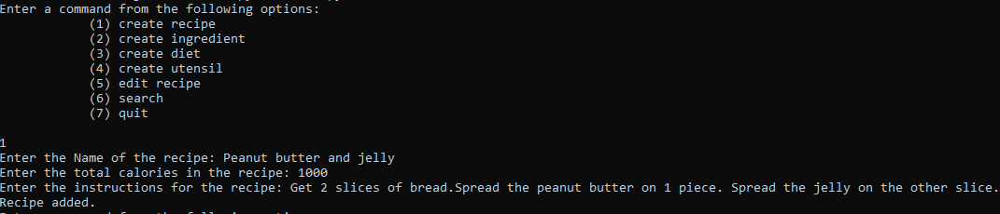 Enter a command from the following options:
(1) create recipe
(2) create ingredient
(3) create diet
(4) create utensil
(5) edit recipe
(6) search
(7) quit
1
Enter the Name of the recipe: Peanut butter and jelly
Enter the total calories in the recipe: 1000
Enter the instructions for the recipe: Get 2 slices of bread.Spread the peanut butter on 1 piece. Spread the jelly on the other slice.
Recipe added.